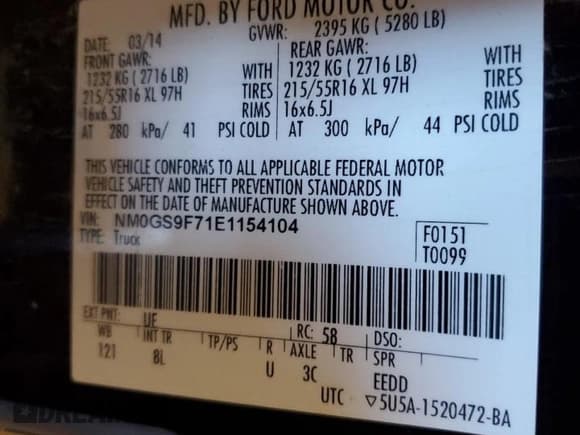 MFD. BY FORD MOTOR CO.
DATE: 03/14 GVWR: 2395 KG ( 5280 LB)
FRONT GAWR: REAR GAWR:
1232 KG ( 2716 LB) WITH 1232 KG ( 2716 LB) WITH
215/55R16 XL 97H TIRES 215/55R16 XL 97H TIRES
16x6.5J RIMS 16x6.5J RIMS
AT 280 kPa/ 41 PSI COLD AT 300 kPa/ 44 PSI COLD
THIS VEHICLE CONFORMS TO ALL APPLICABLE FEDERAL MOTOR
VEHICLE SAFETY AND THEFT PREVENTION STANDARDS IN
EFFECT ON THE DATE OF MANUFACTURE SHOWN ABOVE.
VIN: NM0GS9F71E1154104 F0151
TYPE: Truck T0099
EXT PNT: UE RC: 58 DSO:
WB INT TR TP/PS R AXLE TR SPR
121 8L U 3C EEDD
UTC ▽5U5A-1520472-BA